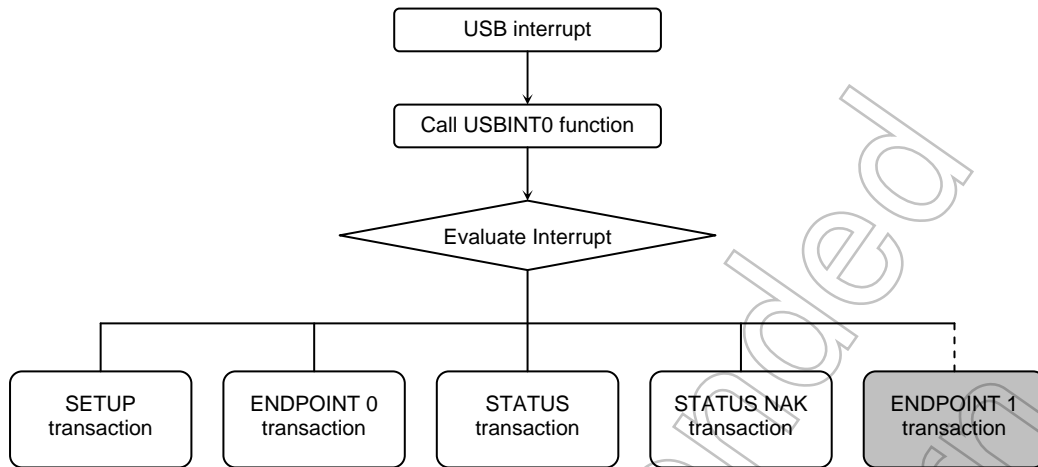 USB interrupt
Call USBINT0 function
Evaluate Interrupt
SETUP
transaction
ENDPOINT 0
transaction
STATUS
transaction
STATUS NAK
transaction
ENDPOINT 1
transaction